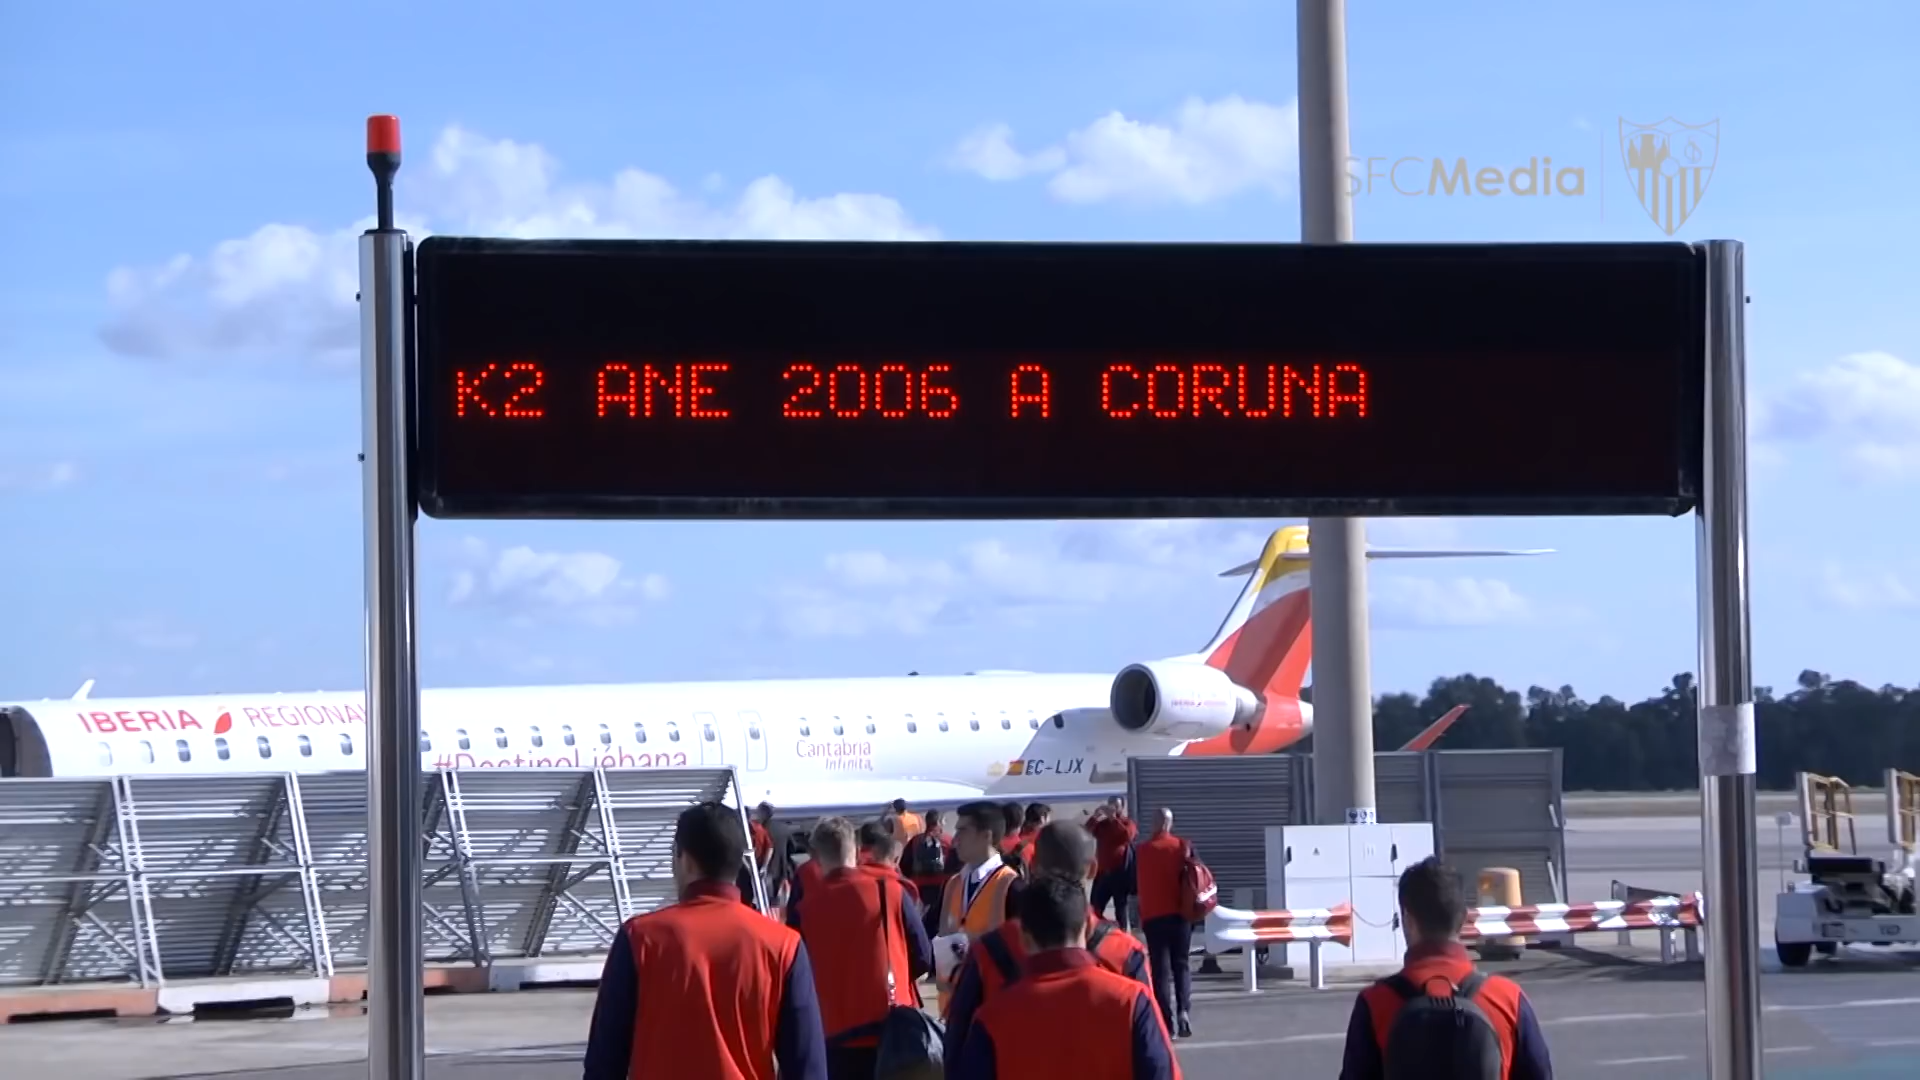 SFCMedia
K2 ANE 2006 A CORUNA
IBERIA REGIONAL
#DestinoLiébana
Cantabria
Infinita
EC-LJX